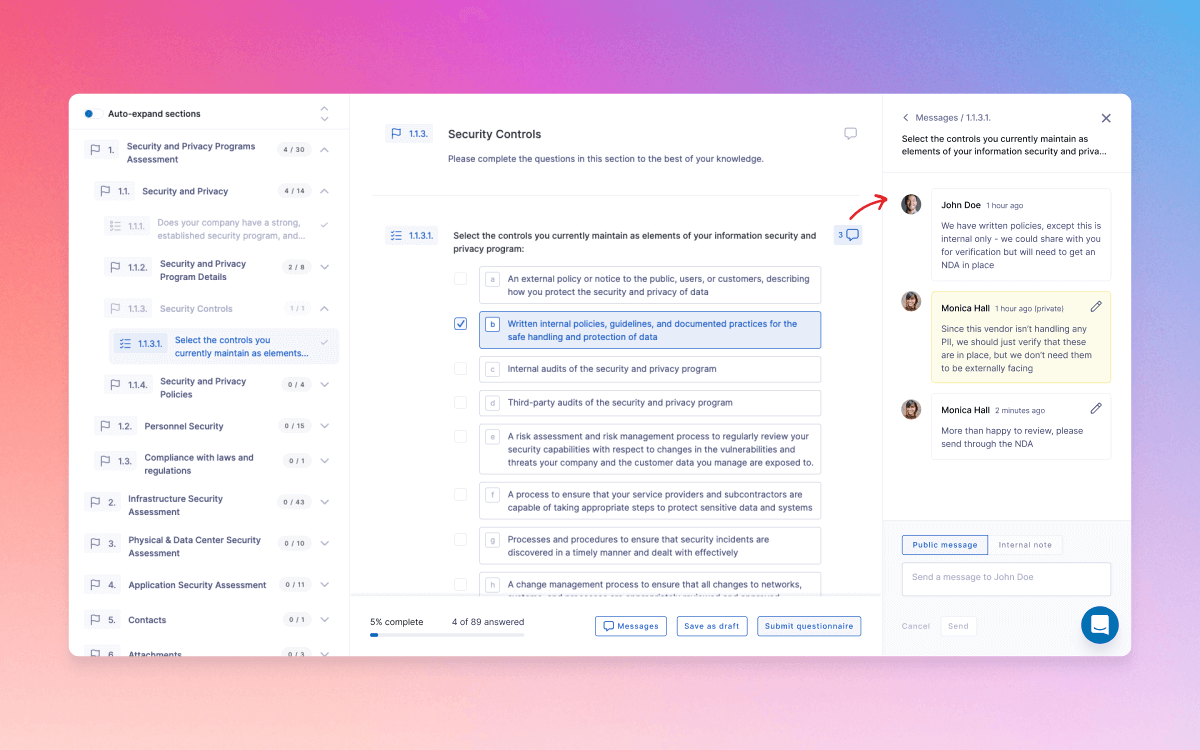 Auto-expand sections
1. Security and Privacy Programs
Assessment
4 / 30
1.1. Security and Privacy
4 / 14
1.1.1. Does your company have a strong,
established security program, and...
1.1.2. Security and Privacy
Program Details
2 / 8
1.1.3. Security Controls
1 / 1
1.1.3.1. Select the controls you
currently maintain as elements...
1.1.4. Security and Privacy
Policies
0 / 4
1.2. Personnel Security
0 / 15
1.3. Compliance with laws and
regulations
0 / 1
2. Infrastructure Security
Assessment
0 / 43
3. Physical & Data Center Security
Assessment
0 / 10
4. Application Security Assessment
0 / 11
5. Contacts
0 / 1
6. Attachments
0 / 3
1.1.3. Security Controls
Please complete the questions in this section to the best of your knowledge.
1.1.3.1. Select the controls you currently maintain as elements of your information security and
privacy program:
3
a An external policy or notice to the public, users, or customers, describing
how you protect the security and privacy of data
b Written internal policies, guidelines, and documented practices for the
safe handling and protection of data
c Internal audits of the security and privacy program
d Third-party audits of the security and privacy program
e A risk assessment and risk management process to regularly review your
security capabilities with respect to changes in the vulnerabilities and
threats your company and the customer data you manage are exposed to.
f A process to ensure that your service providers and subcontractors are
capable of taking appropriate steps to protect sensitive data and systems
g Processes and procedures to ensure that security incidents are
discovered in a timely manner and dealt with effectively
h A change management process to ensure that all changes to networks,
systems, and processes are appropriately reviewed and approved
5% complete
4 of 89 answered
Messages
Save as draft
Submit questionnaire
Messages / 1.1.3.1.
Select the controls you currently maintain as
elements of your information security and priva...
John Doe 1 hour ago
We have written policies, except this is
internal only - we could share with you
for verification but will need to get an
NDA in place
Monica Hall 1 hour ago (private)
Since this vendor isn't handling any
PII, we should just verify that these
are in place, but we don't need them
to be externally facing
Monica Hall 2 minutes ago
More than happy to review, please
send through the NDA
Public message
Internal note
Send a message to John Doe
Cancel
Send